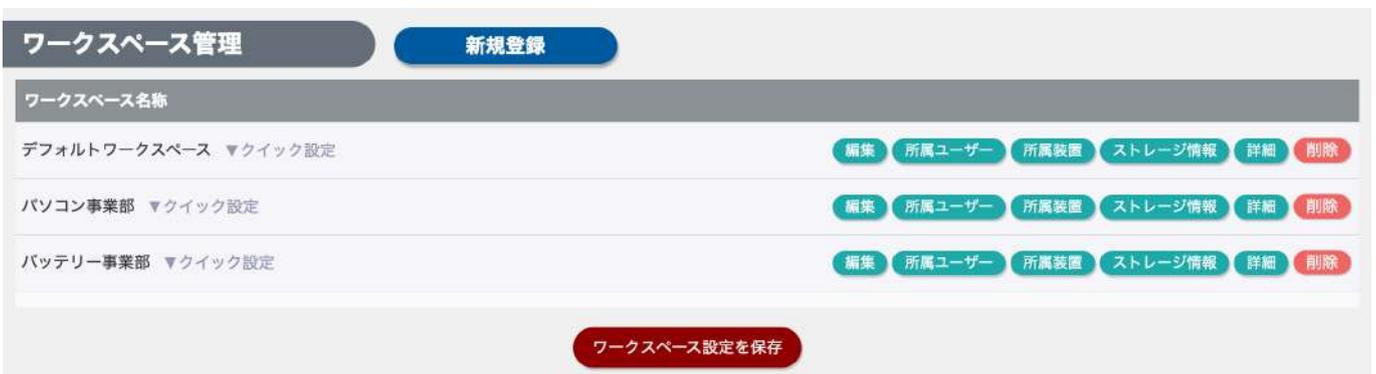 ワークスペース管理 新規登録
ワークスペース名称
デフォルトワークスペース ▼クイック設定 編集 所属ユーザー 所属装置 ストレージ情報 詳細 削除
パソコン事業部 ▼クイック設定 編集 所属ユーザー 所属装置 ストレージ情報 詳細 削除
バッテリー事業部 ▼クイック設定 編集 所属ユーザー 所属装置 ストレージ情報 詳細 削除
ワークスペース設定を保存